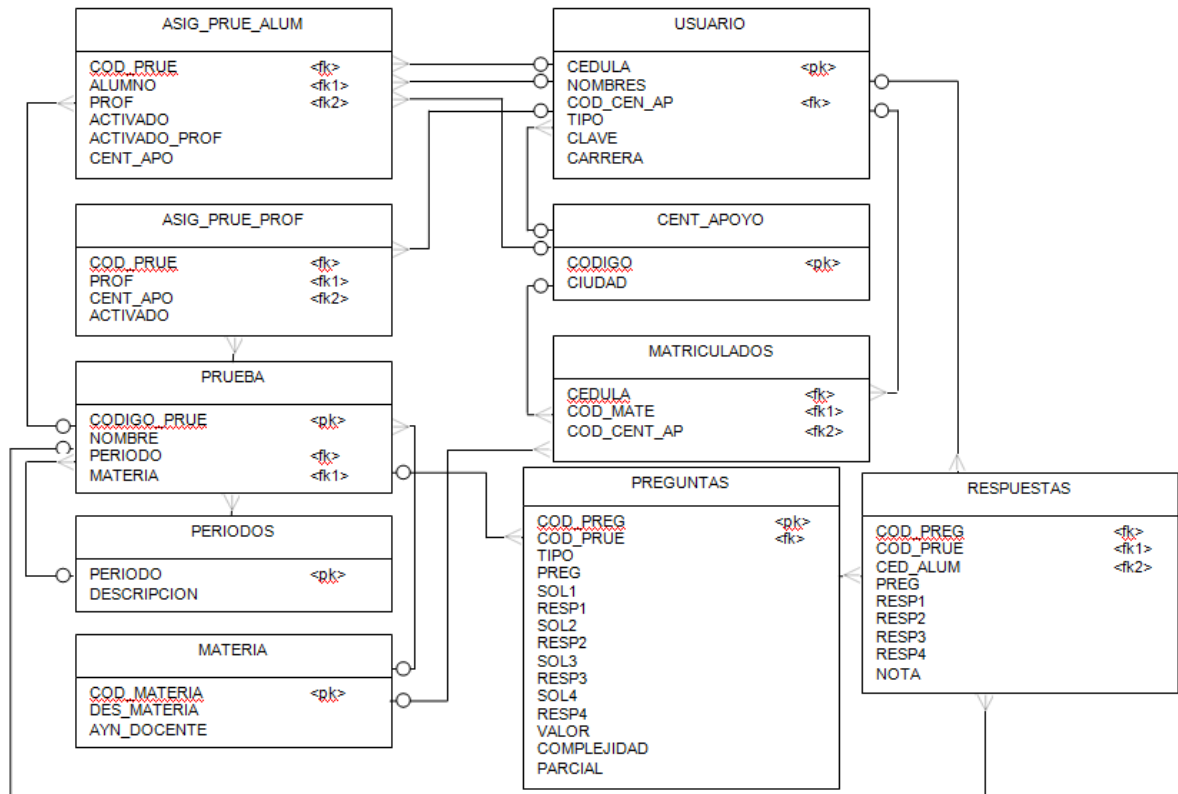 ASIG_PRUE_ALUM
COD_PRUE <fk>
ALUMNO <fk1>
PROF <fk2>
ACTIVADO
ACTIVADO_PROF
CENT_APO
USUARIO
CEDULA <pk>
NOMBRES
COD_CEN_AP <fk>
TIPO
CLAVE
CARRERA
ASIG_PRUE_PROF
COD_PRUE <fk>
PROF <fk1>
CENT_APO <fk2>
ACTIVADO
CENT_APOYO
CODIGO <pk>
CIUDAD
PRUEBA
CODIGO_PRUE <pk>
NOMBRE
PERIODO <fk>
MATERIA <fk1>
MATRICULADOS
CEDULA <fk>
COD_MATE <fk1>
COD_CENT_AP <fk2>
PERIODOS
PERIODO <pk>
DESCRIPCION
PREGUNTAS
COD_PREG <pk>
COD_PRUE <fk>
TIPO
PREG
SOL1
RESP1
SOL2
RESP2
SOL3
RESP3
SOL4
RESP4
VALOR
COMPLEJIDAD
PARCIAL
RESPUESTAS
COD_PREG <fk>
COD_PRUE <fk1>
CED_ALUM <fk2>
PREG
RESP1
RESP2
RESP3
RESP4
NOTA
MATERIA
COD_MATERIA <pk>
DES_MATERIA
AYN_DOCENTE